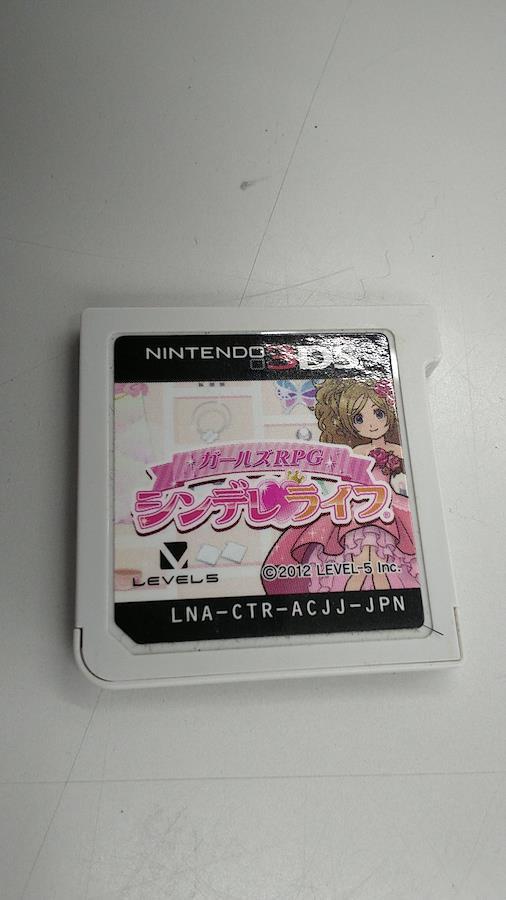 NINTENDO 3DS
ガールズRPG
シンデレライフ®
LEVEL5
©2012 LEVEL-5 Inc.
LNA-CTR-ACJJ-JPN